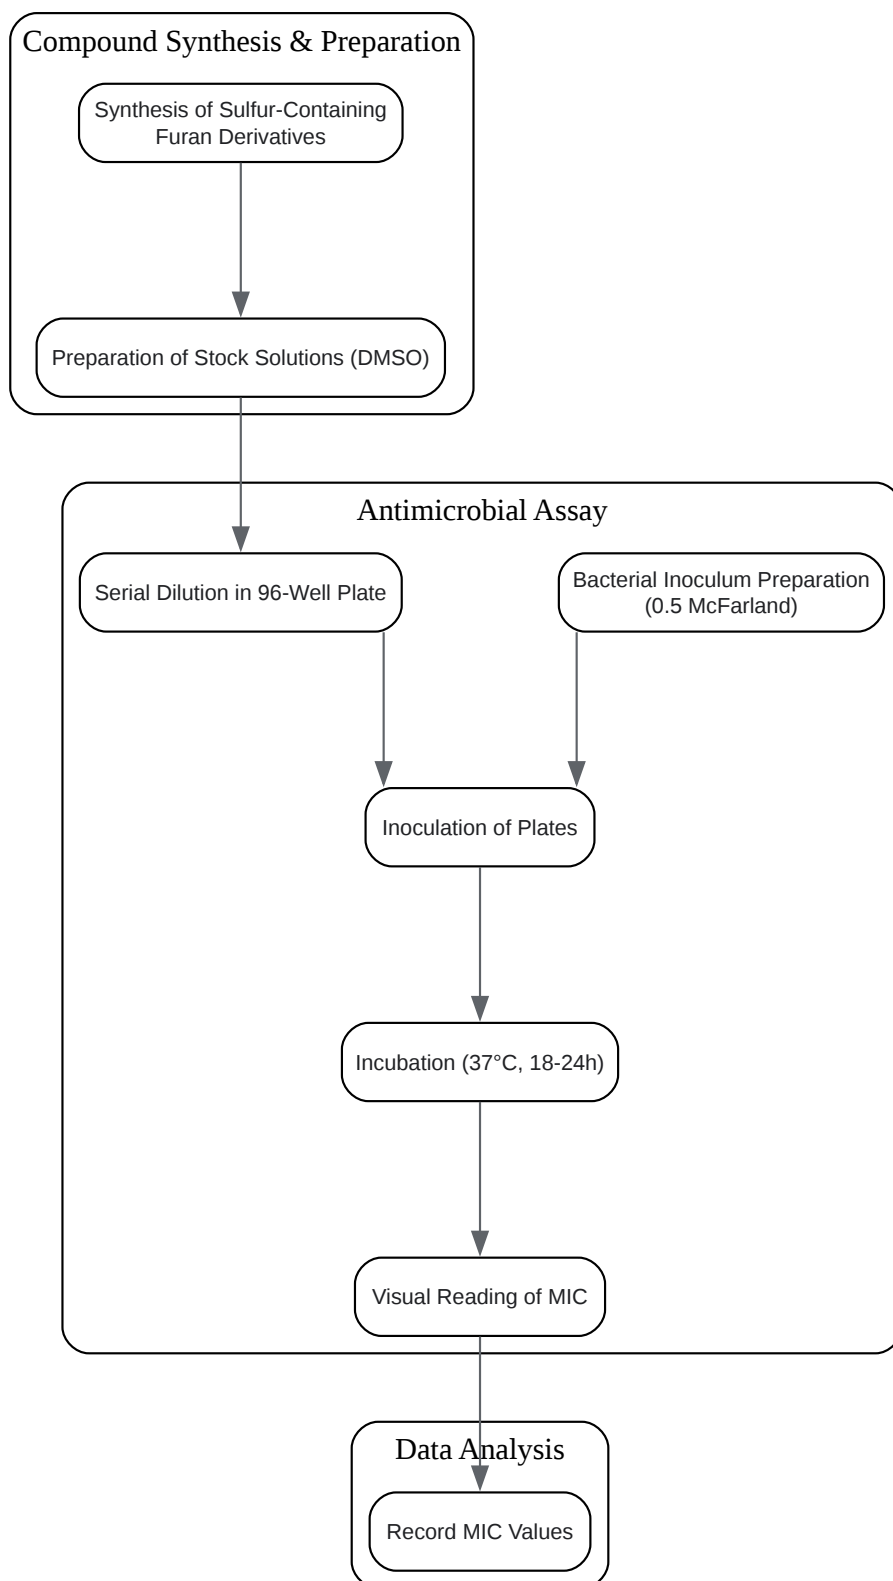 Compound Synthesis & Preparation
Synthesis of Sulfur-Containing
Furan Derivatives
Preparation of Stock Solutions (DMSO)
Antimicrobial Assay
Serial Dilution in 96-Well Plate
Bacterial Inoculum Preparation
(0.5 McFarland)
Inoculation of Plates
Incubation (37°C, 18-24h)
Visual Reading of MIC
Data Analysis
Record MIC Values